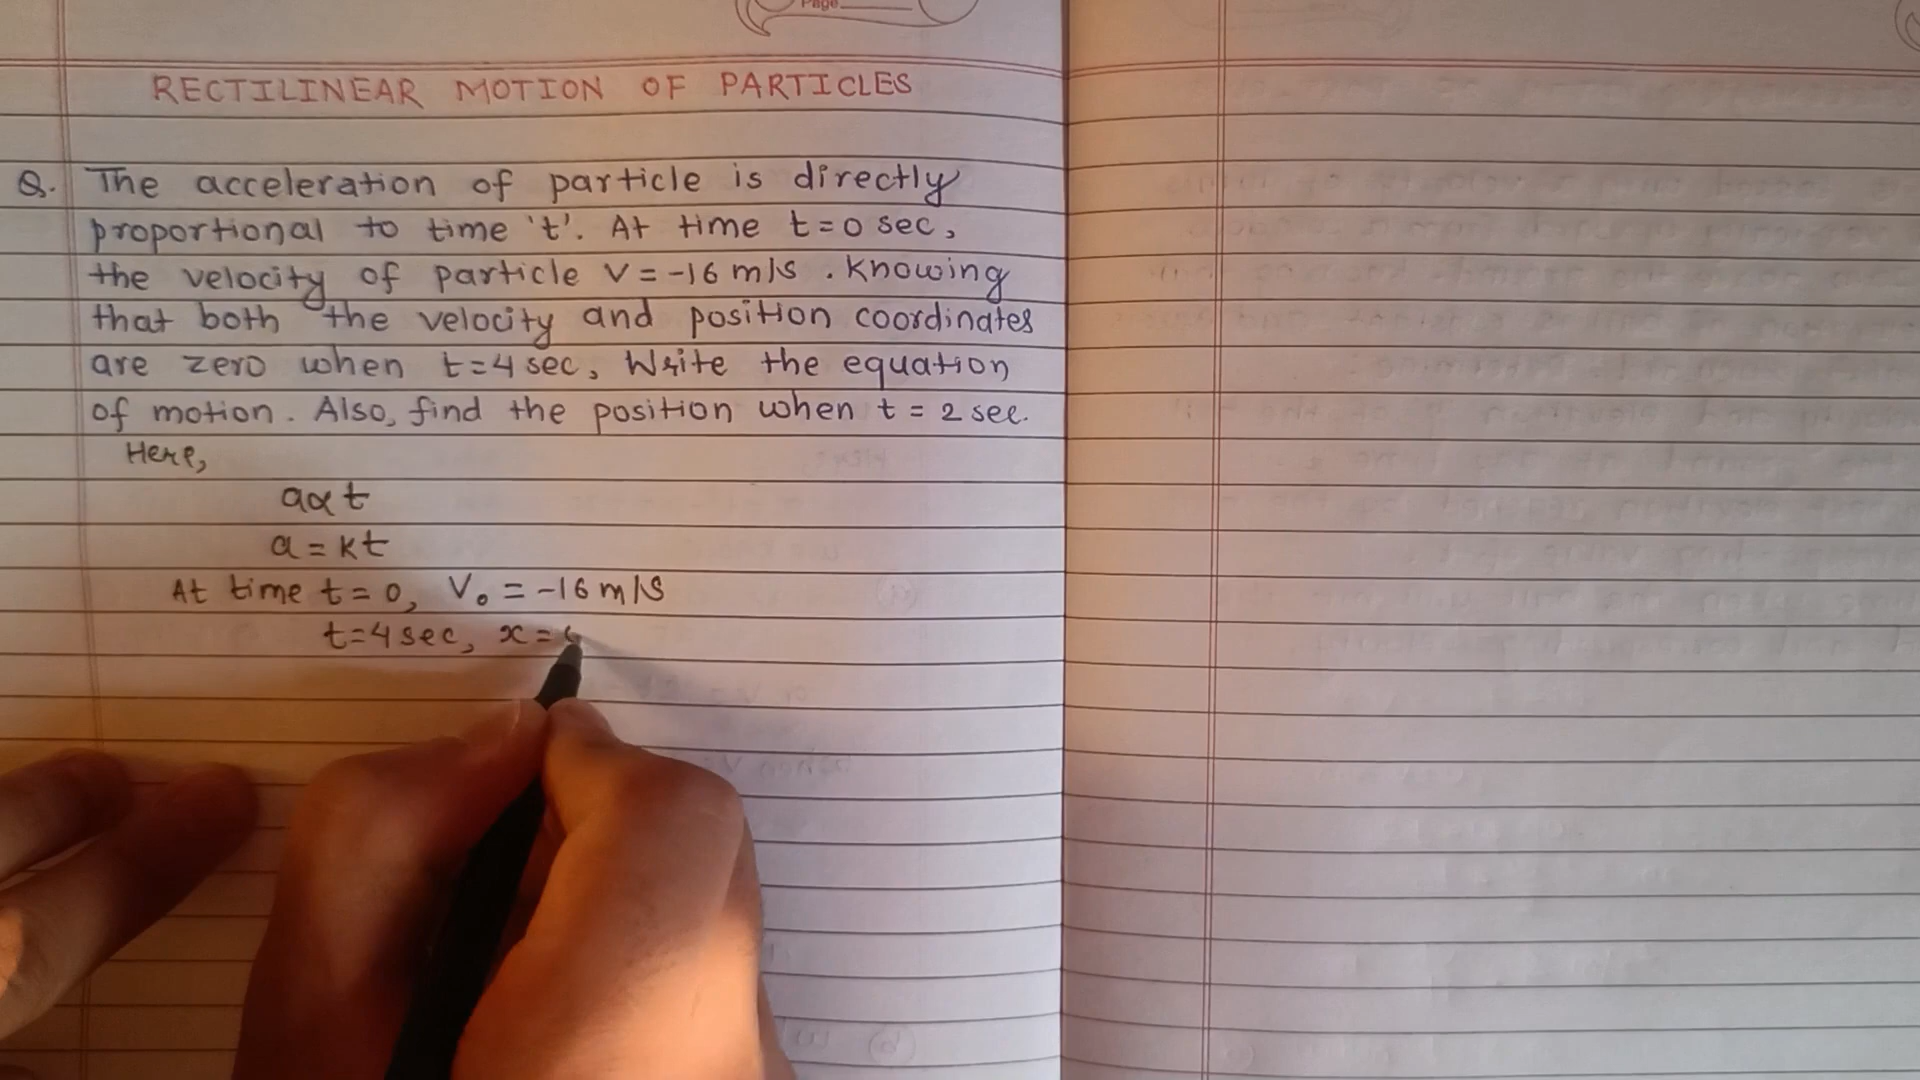 Page
RECTILINEAR MOTION OF PARTICLES
Q. The acceleration of particle is directly
proportional to time 't'. At time t=0 sec,
the velocity of particle v = -16 m/s. Knowing
that both the velocity and position coordinates
are zero when t=4 sec, Write the equation
of motion. Also, find the position when t = 2 sec.
Here,
a∝t
a = kt
At time t = 0, V₀ = -16 m/s
t=4 sec, x=